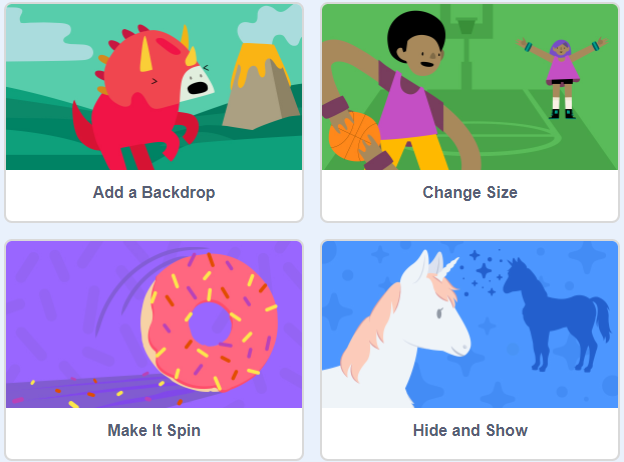 Add a Backdrop
Change Size
Make It Spin
Hide and Show